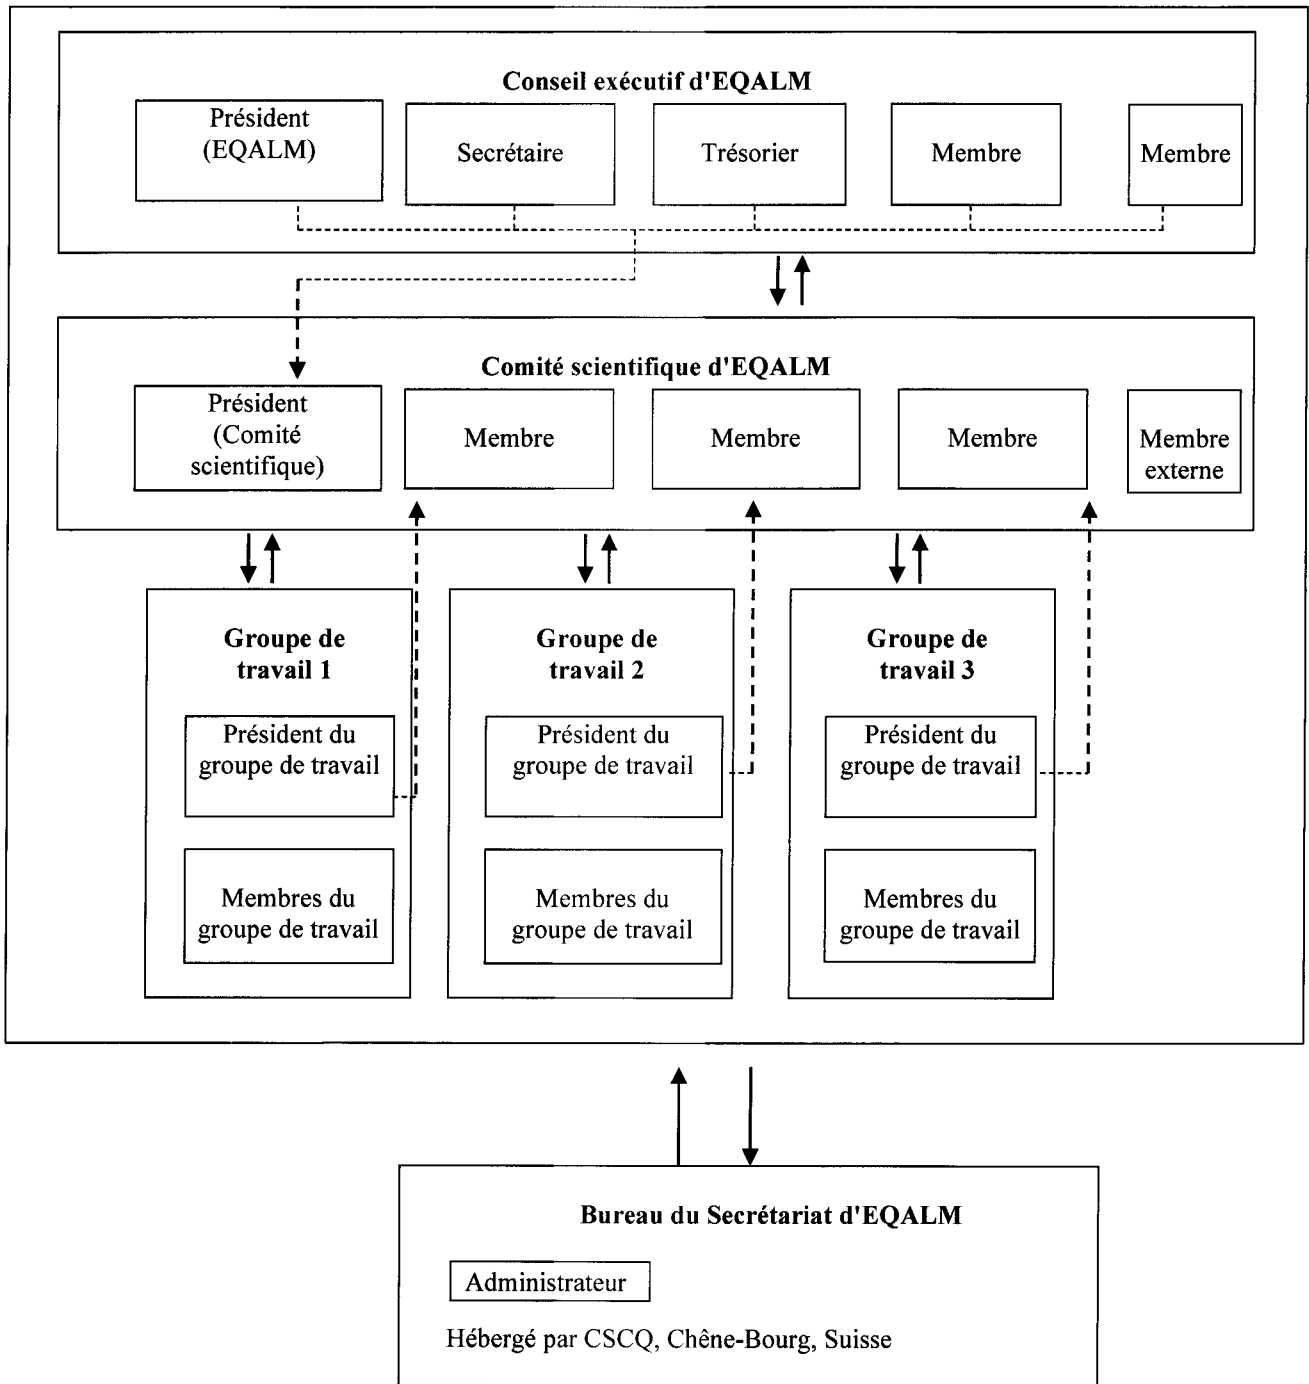 Conseil exécutif d'EQALM
Président
(EQALM)
Secrétaire
Trésorier
Membre
Membre
Comité scientifique d'EQALM
Président
(Comité
scientifique)
Membre
Membre
Membre
Membre
externe
Groupe de
travail 1
Président du
groupe de travail
Membres du
groupe de travail
Groupe de
travail 2
Président du
groupe de travail
Membres du
groupe de travail
Groupe de
travail 3
Président du
groupe de travail
Membres du
groupe de travail
Bureau du Secrétariat d'EQALM
Administrateur
Hébergé par CSCQ, Chêne-Bourg, Suisse